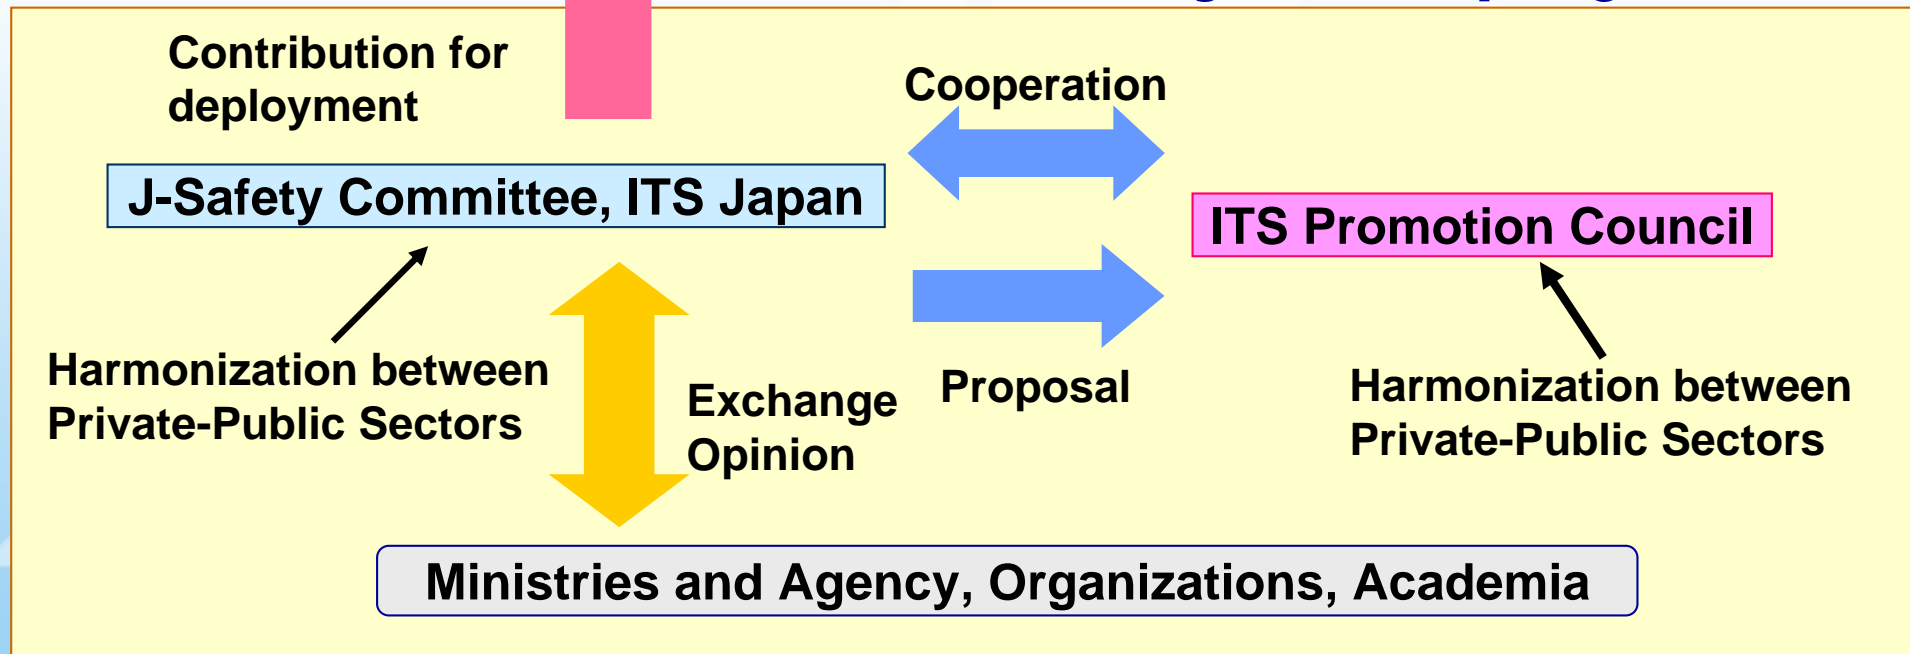 Contribution for
deployment
Cooperation
J-Safety Committee, ITS Japan
ITS Promotion Council
Harmonization between
Private-Public Sectors
Exchange
Opinion
Proposal
Harmonization between
Private-Public Sectors
Ministries and Agency, Organizations, Academia